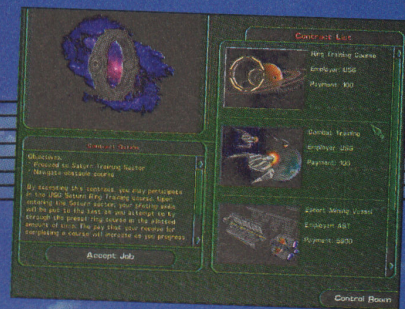 Contract Info
Objectives:
Proceed to Saturn Training Sector
Navigate obstacle course
By accepting this contract, you may participate
in the USG Saturn Ring Training course. Upon
entering the Saturn sector, your piloting skills
will be put to the test as you attempt to fly
through the preset ring course in the allotted
amount of time. The pay that you receive for
completing a course will increase as you progress
Accept Job
Contract List
Ring Training Course
Employer: USG
Payment: 100
Combat Training
Employer: USG
Payment: 100
Escort Mining Vessel
Employer: AST
Control Room